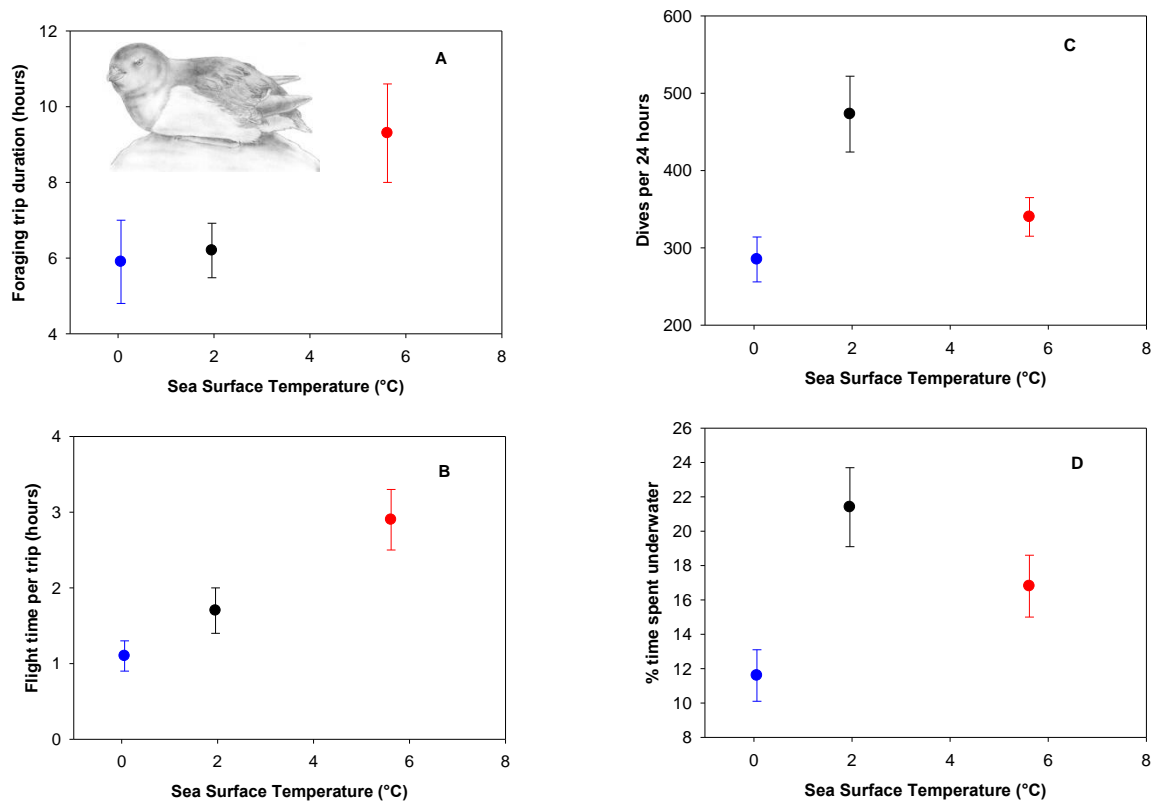 A
Foraging trip duration (hours)
12
10
8
6
4
0 2 4 6 8
Sea Surface Temperature (°C)
C
Dives per 24 hours
600
500
400
300
200
0 2 4 6 8
Sea Surface Temperature (°C)
B
Flight time per trip (hours)
4
3
2
1
0
0 2 4 6 8
Sea Surface Temperature (°C)
D
% time spent underwater
26
24
22
20
18
16
14
12
10
8
0 2 4 6 8
Sea Surface Temperature (°C)